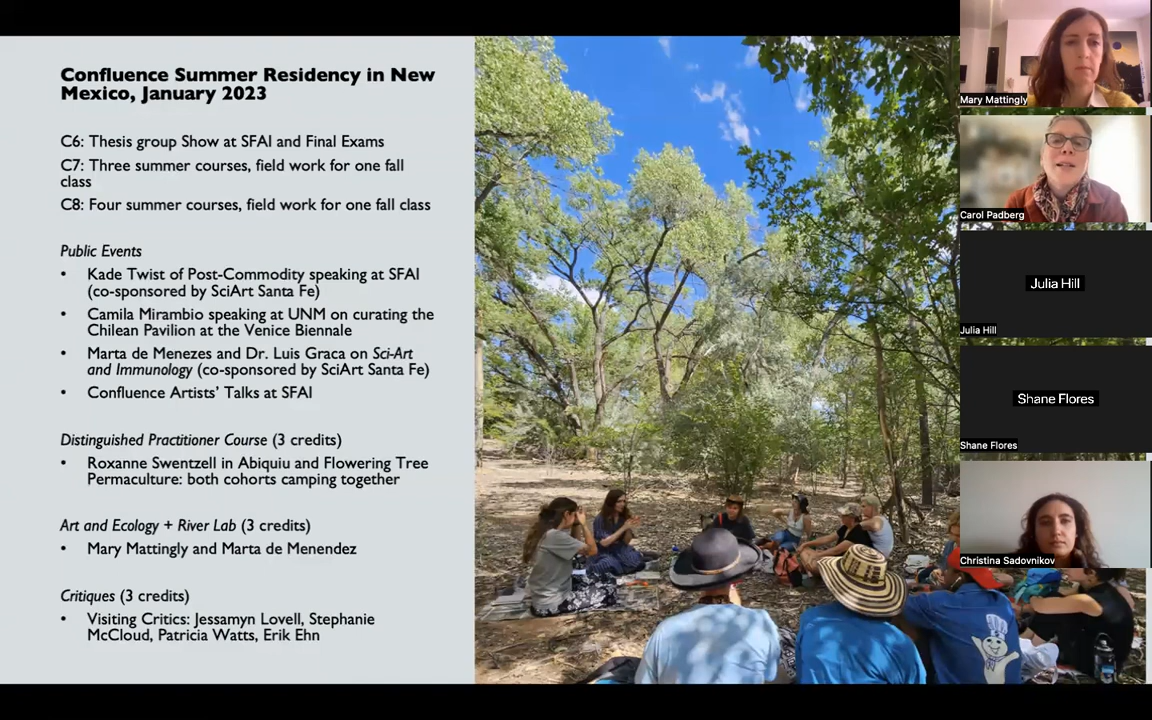 Confluence Summer Residency in New
Mexico, January 2023
C6: Thesis group Show at SFAI and Final Exams
C7: Three summer courses, field work for one fall
class
C8: Four summer courses, field work for one fall class
Public Events
• Kade Twist of Post-Commodity speaking at SFAI
(co-sponsored by SciArt Santa Fe)
• Camila Mirambio speaking at UNM on curating the
Chilean Pavilion at the Venice Biennale
• Marta de Menezes and Dr. Luis Graca on Sci-Art
and Immunology (co-sponsored by SciArt Santa Fe)
• Confluence Artists' Talks at SFAI
Distinguished Practitioner Course (3 credits)
• Roxanne Swentzell in Abiquiu and Flowering Tree
Permaculture: both cohorts camping together
Art and Ecology + River Lab (3 credits)
• Mary Mattingly and Marta de Menendez
Critiques (3 credits)
• Visiting Critics: Jessamyn Lovell, Stephanie
McCloud, Patricia Watts, Erik Ehn
Mary Mattingly
Carol Padberg
Julia Hill
Julia Hill
Shane Flores
Shane Flores
Christina Sadovnikov